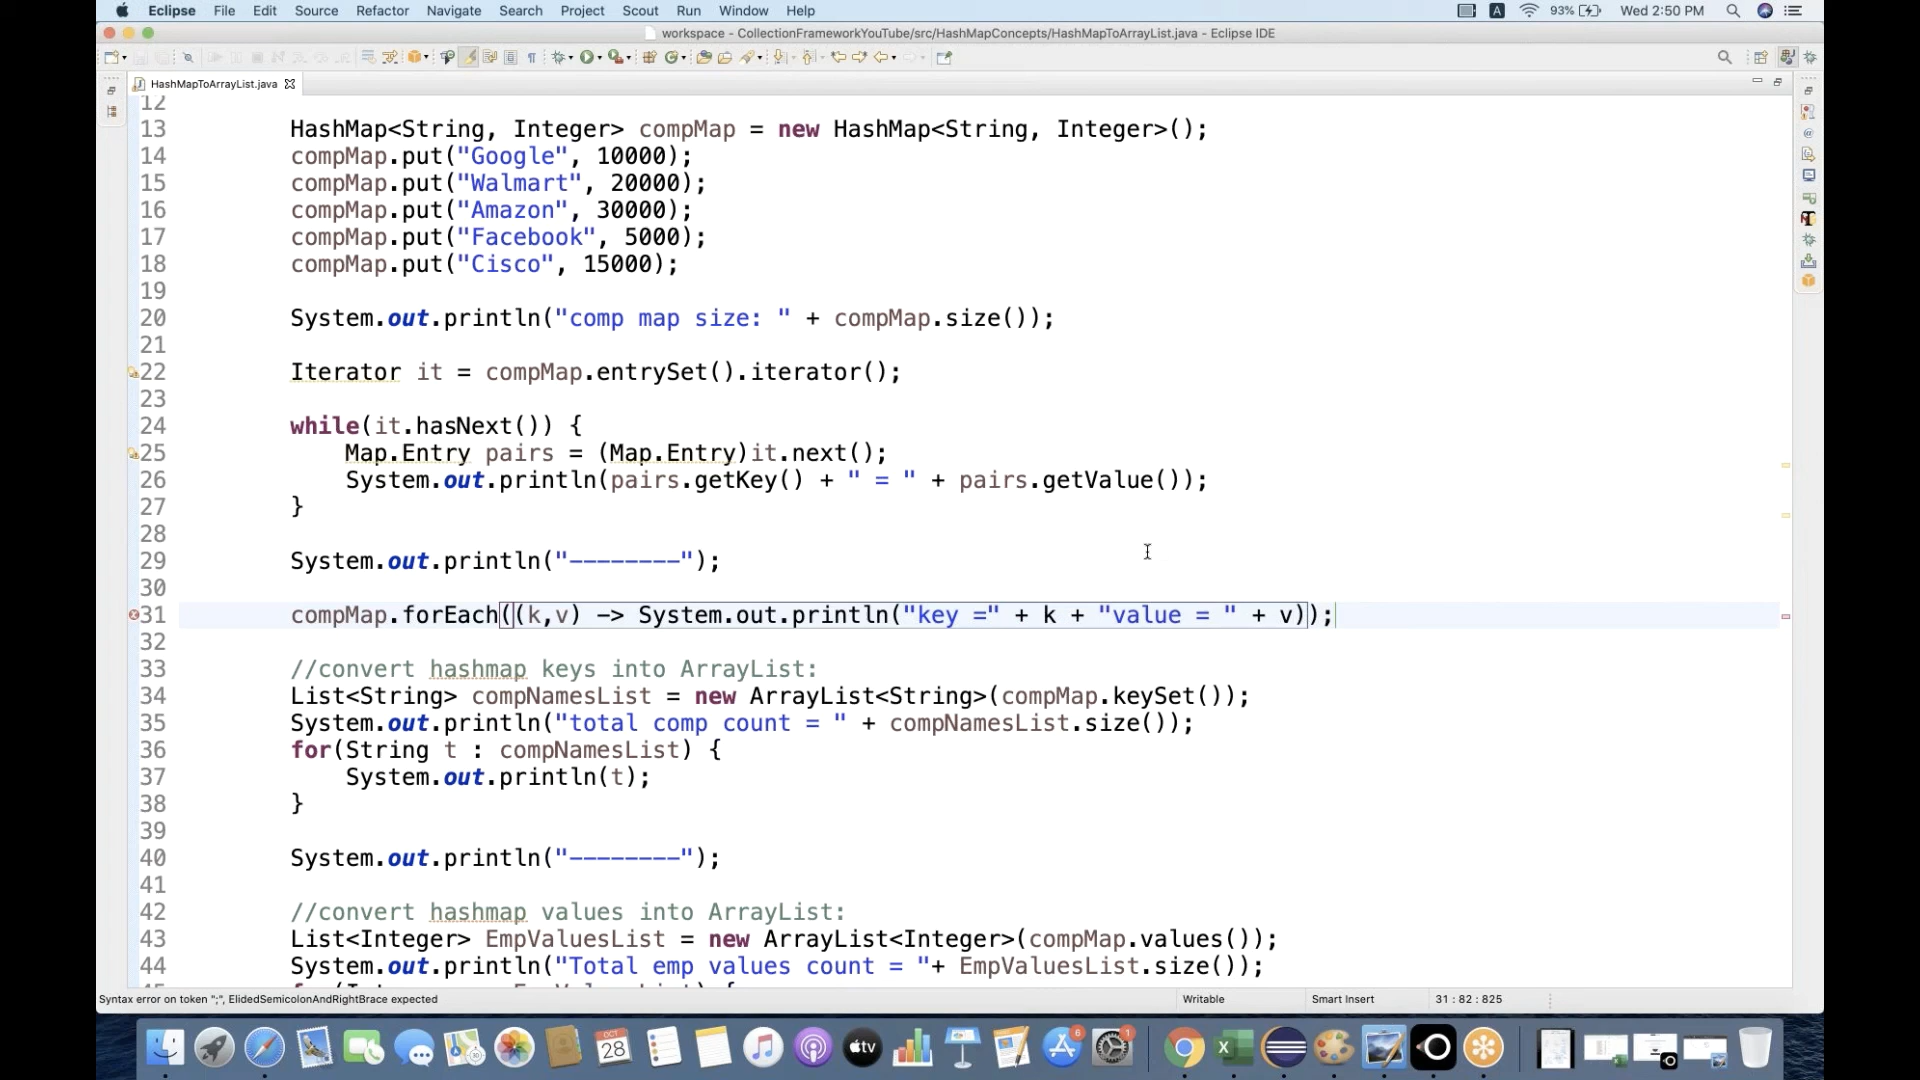 Eclipse File Edit Source Refactor Navigate Search Project Scout Run Window Help
A 93% Wed 2:50 PM
workspace - CollectionFrameworkYouTube/src/HashMapConcepts/HashMapToArrayList.java - Eclipse IDE
HashMapToArrayList.java
12
13 HashMap<String, Integer> compMap = new HashMap<String, Integer>();
14 compMap.put("Google", 10000);
15 compMap.put("Walmart", 20000);
16 compMap.put("Amazon", 30000);
17 compMap.put("Facebook", 5000);
18 compMap.put("Cisco", 15000);
19
20 System.out.println("comp map size: " + compMap.size());
21
22 Iterator it = compMap.entrySet().iterator();
23
24 while(it.hasNext()) {
25 Map.Entry pairs = (Map.Entry)it.next();
26 System.out.println(pairs.getKey() + " = " + pairs.getValue());
27 }
28
29 System.out.println("--------");
30
31 compMap.forEach((k,v) -> System.out.println("key =" + k + "value = " + v));
32
33 //convert hashmap keys into ArrayList:
34 List<String> compNamesList = new ArrayList<String>(compMap.keySet());
35 System.out.println("total comp count = " + compNamesList.size());
36 for(String t : compNamesList) {
37 System.out.println(t);
38 }
39
40 System.out.println("--------");
41
42 //convert hashmap values into ArrayList:
43 List<Integer> EmpValuesList = new ArrayList<Integer>(compMap.values());
44 System.out.println("Total emp values count = "+ EmpValuesList.size());
Syntax error on token ";", ElidedSemicolonAndRightBrace expected Writable Smart Insert 31 : 82 : 825
OCT 28 tv 6 1 X